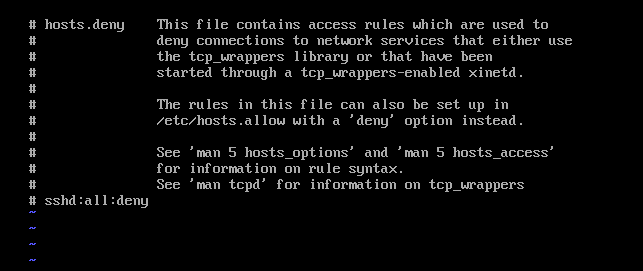 # hosts.deny    This file contains access rules which are used to
#               deny connections to network services that either use
#               the tcp_wrappers library or that have been
#               started through a tcp_wrappers-enabled xinetd.
#
#               The rules in this file can also be set up in
#               /etc/hosts.allow with a 'deny' option instead.
#
#               See 'man 5 hosts_options' and 'man 5 hosts_access'
#               for information on rule syntax.
#               See 'man tcpd' for information on tcp_wrappers
# sshd:all:deny
~
~
~
~